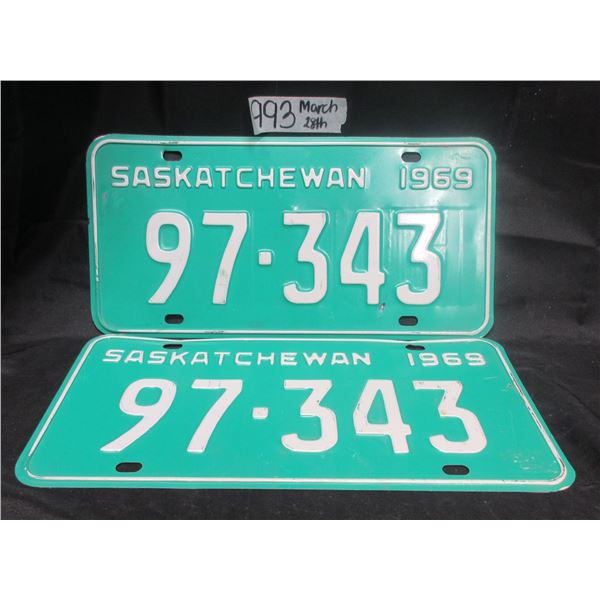 993 March
28th
SASKATCHEWAN 1969
97·343
SASKATCHEWAN 1969
97·343